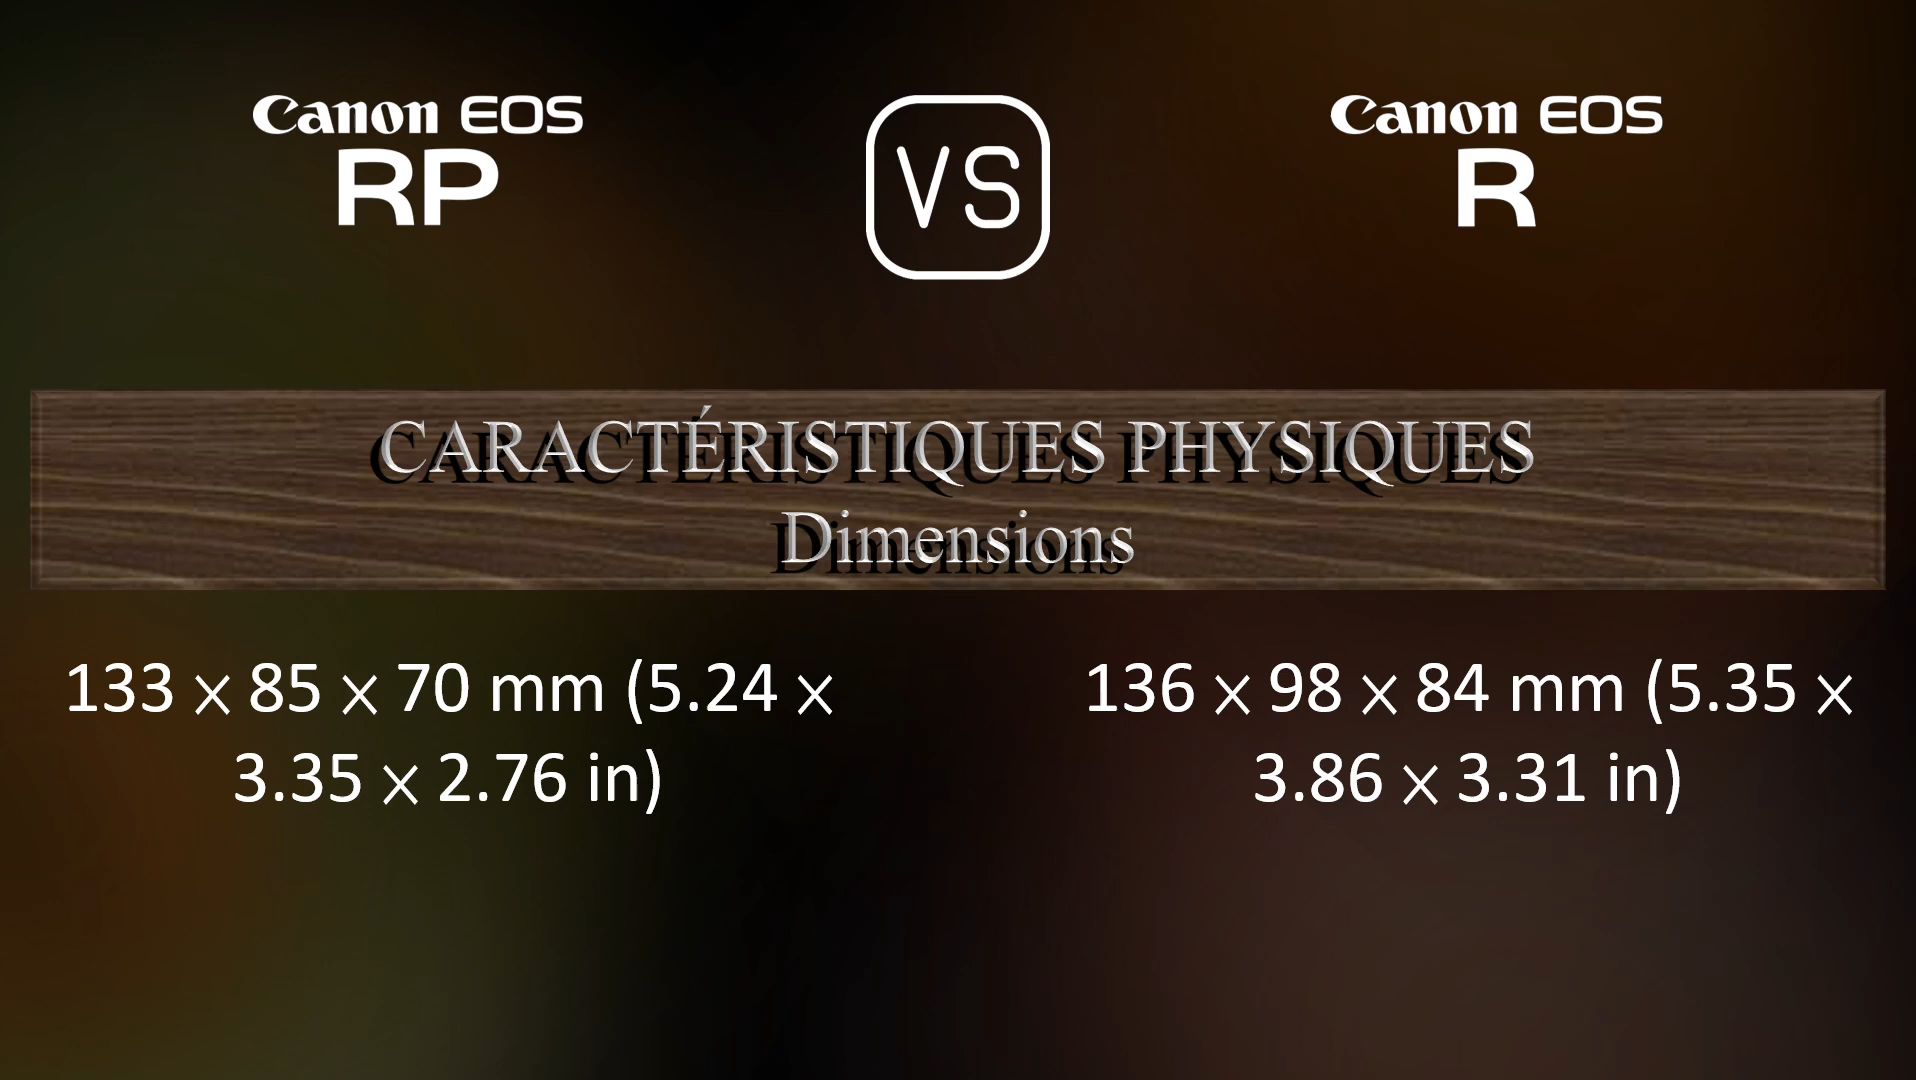 Canon EOS
RP
VS
Canon EOS
R
CARACTÉRISTIQUES PHYSIQUES
Dimensions
133 x 85 x 70 mm (5.24 x
3.35 x 2.76 in)
136 x 98 x 84 mm (5.35 x
3.86 x 3.31 in)